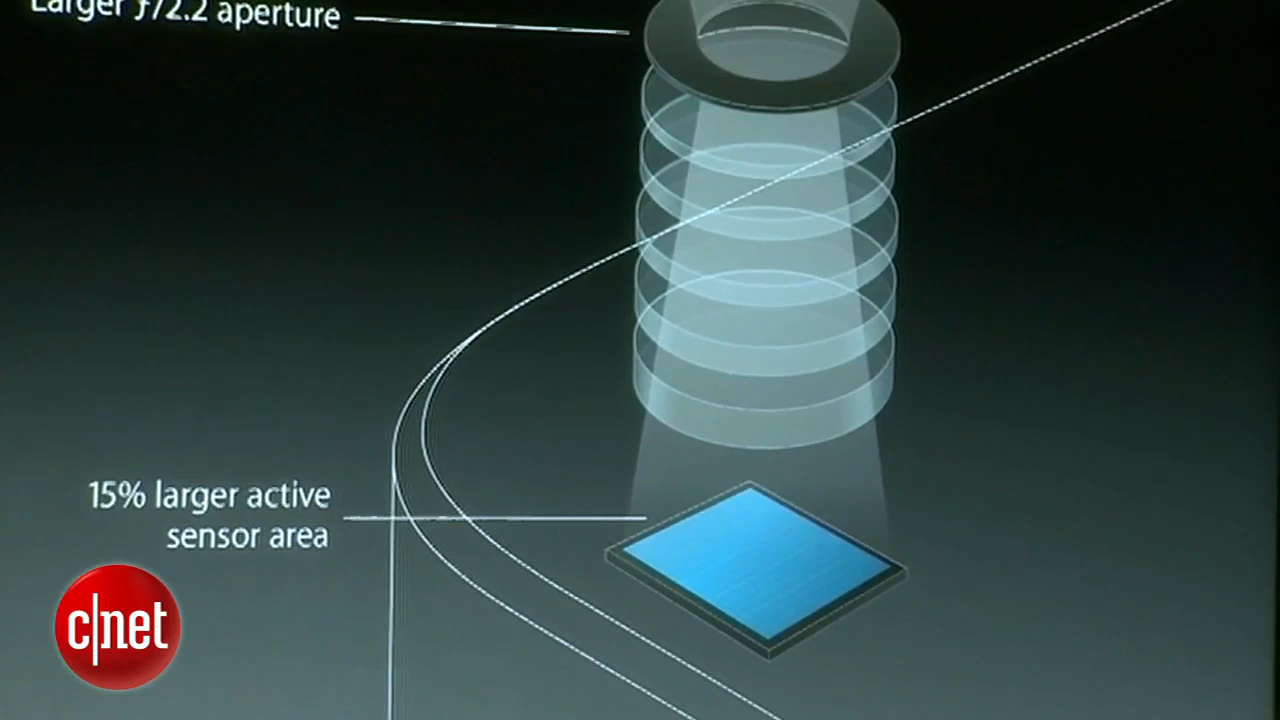 Larger ƒ/2.2 aperture
15% larger active
sensor area
c|net